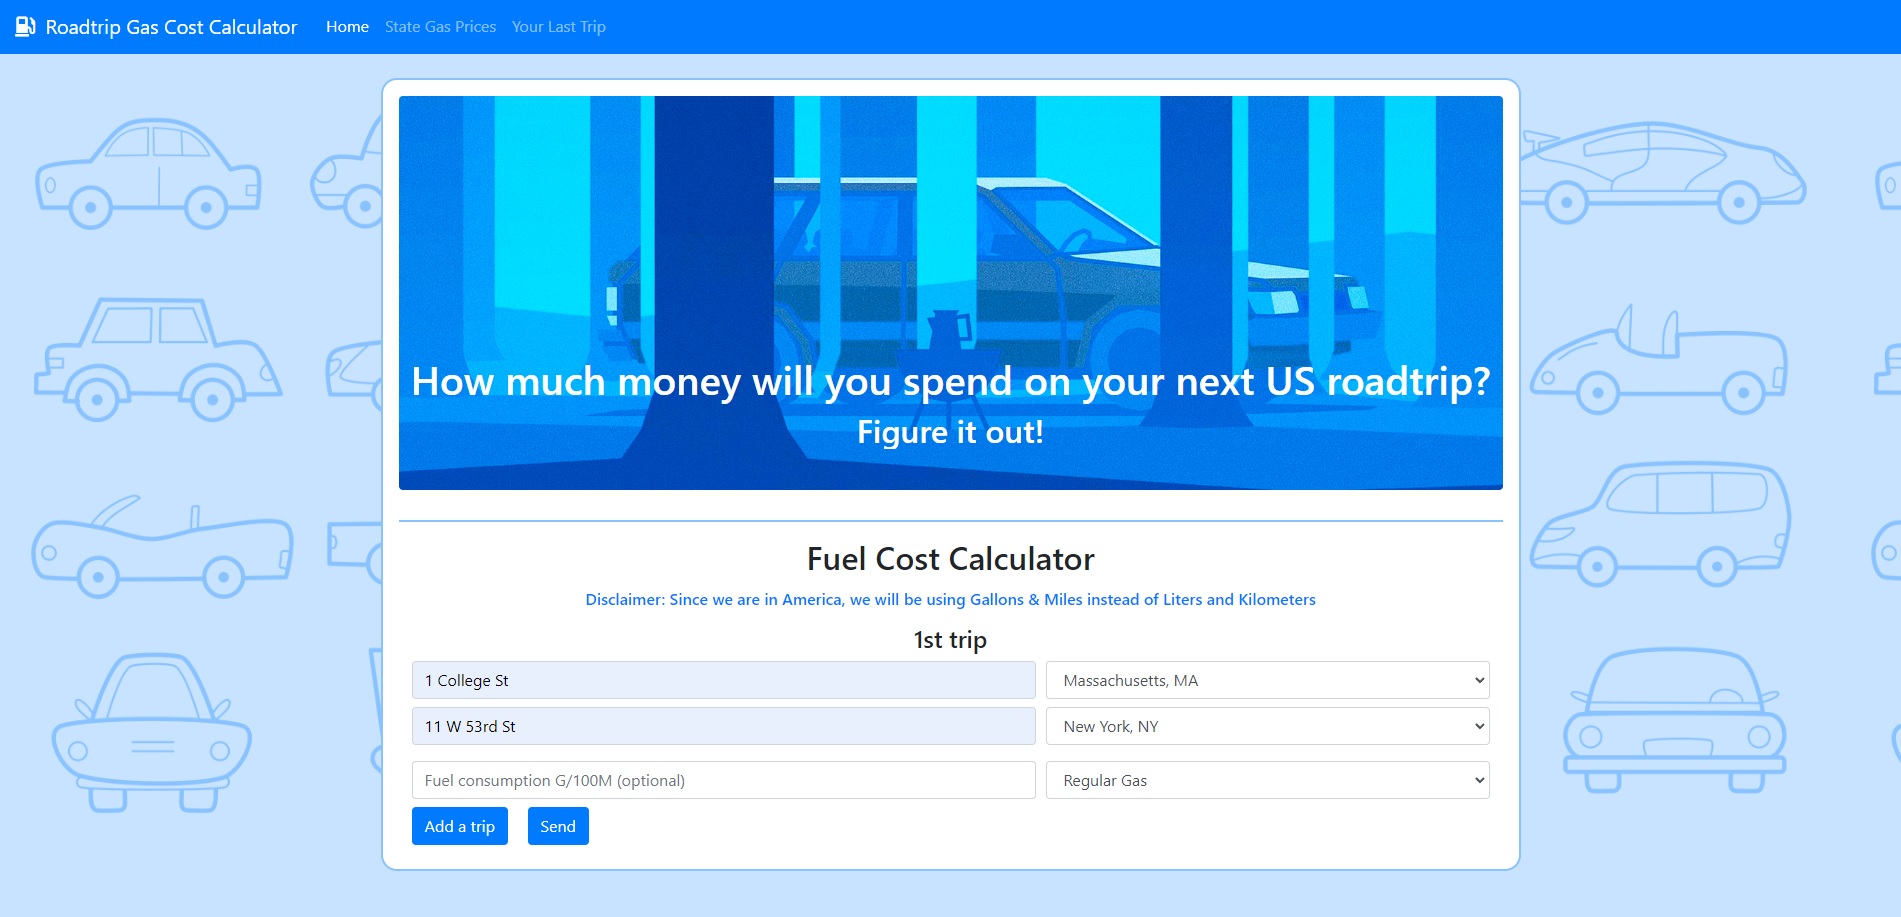 Roadtrip Gas Cost Calculator Home State Gas Prices Your Last Trip
How much money will you spend on your next US roadtrip?
Figure it out!
Fuel Cost Calculator
Disclaimer: Since we are in America, we will be using Gallons & Miles instead of Liters and Kilometers
1st trip
1 College St Massachusetts, MA
11 W 53rd St New York, NY
Fuel consumption G/100M (optional) Regular Gas
Add a trip Send